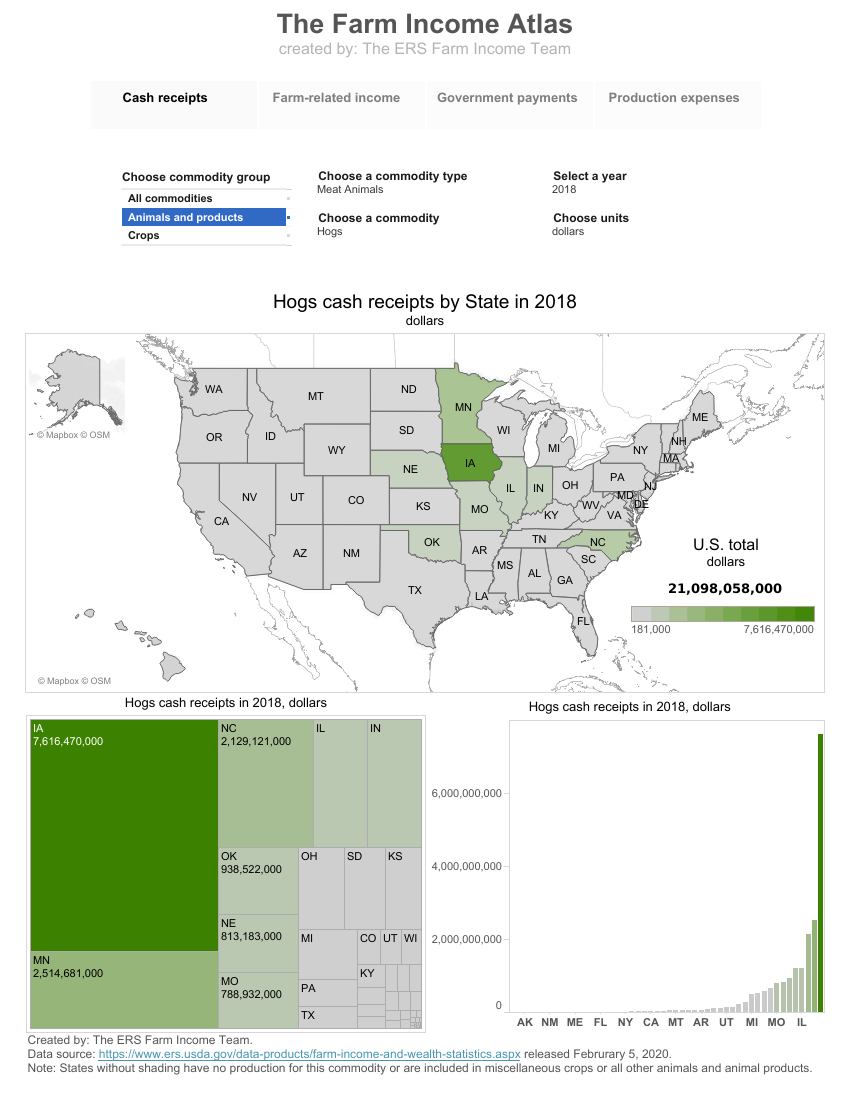 The Farm Income Atlas
created by: The ERS Farm Income Team
Cash receipts
Farm-related income
Government payments
Production expenses
Choose commodity group
All commodities
Animals and products
Crops
Choose a commodity type
Meat Animals
Choose a commodity
Hogs
Select a year
2018
Choose units
dollars
Hogs cash receipts by State in 2018
dollars
© Mapbox © OSM
WA
MT
ND
MN
ME
OR
ID
SD
WI
MI
NY
NH
MA
WY
NE
IA
PA
NJ
NV
UT
CO
KS
IL
IN
OH
MD
DE
CA
MO
KY
WV
VA
AZ
NM
OK
AR
TN
NC
SC
TX
MS
AL
GA
LA
FL
U.S. total
dollars
21,098,058,000
181,000
7,616,470,000
© Mapbox © OSM
Hogs cash receipts in 2018, dollars
IA
7,616,470,000
NC
2,129,121,000
IL
IN
OK
938,522,000
OH
SD
KS
NE
813,183,000
MI
CO
UT
WI
MN
2,514,681,000
KY
MO
788,932,000
PA
TX
Hogs cash receipts in 2018, dollars
6,000,000,000
4,000,000,000
2,000,000,000
0
AK NM ME FL NY CA MT AR UT MI MO IL
Created by: The ERS Farm Income Team.
Data source: https://www.ers.usda.gov/data-products/farm-income-and-wealth-statistics.aspx released Februrary 5, 2020.
Note: States without shading have no production for this commodity or are included in miscellaneous crops or all other animals and animal products.